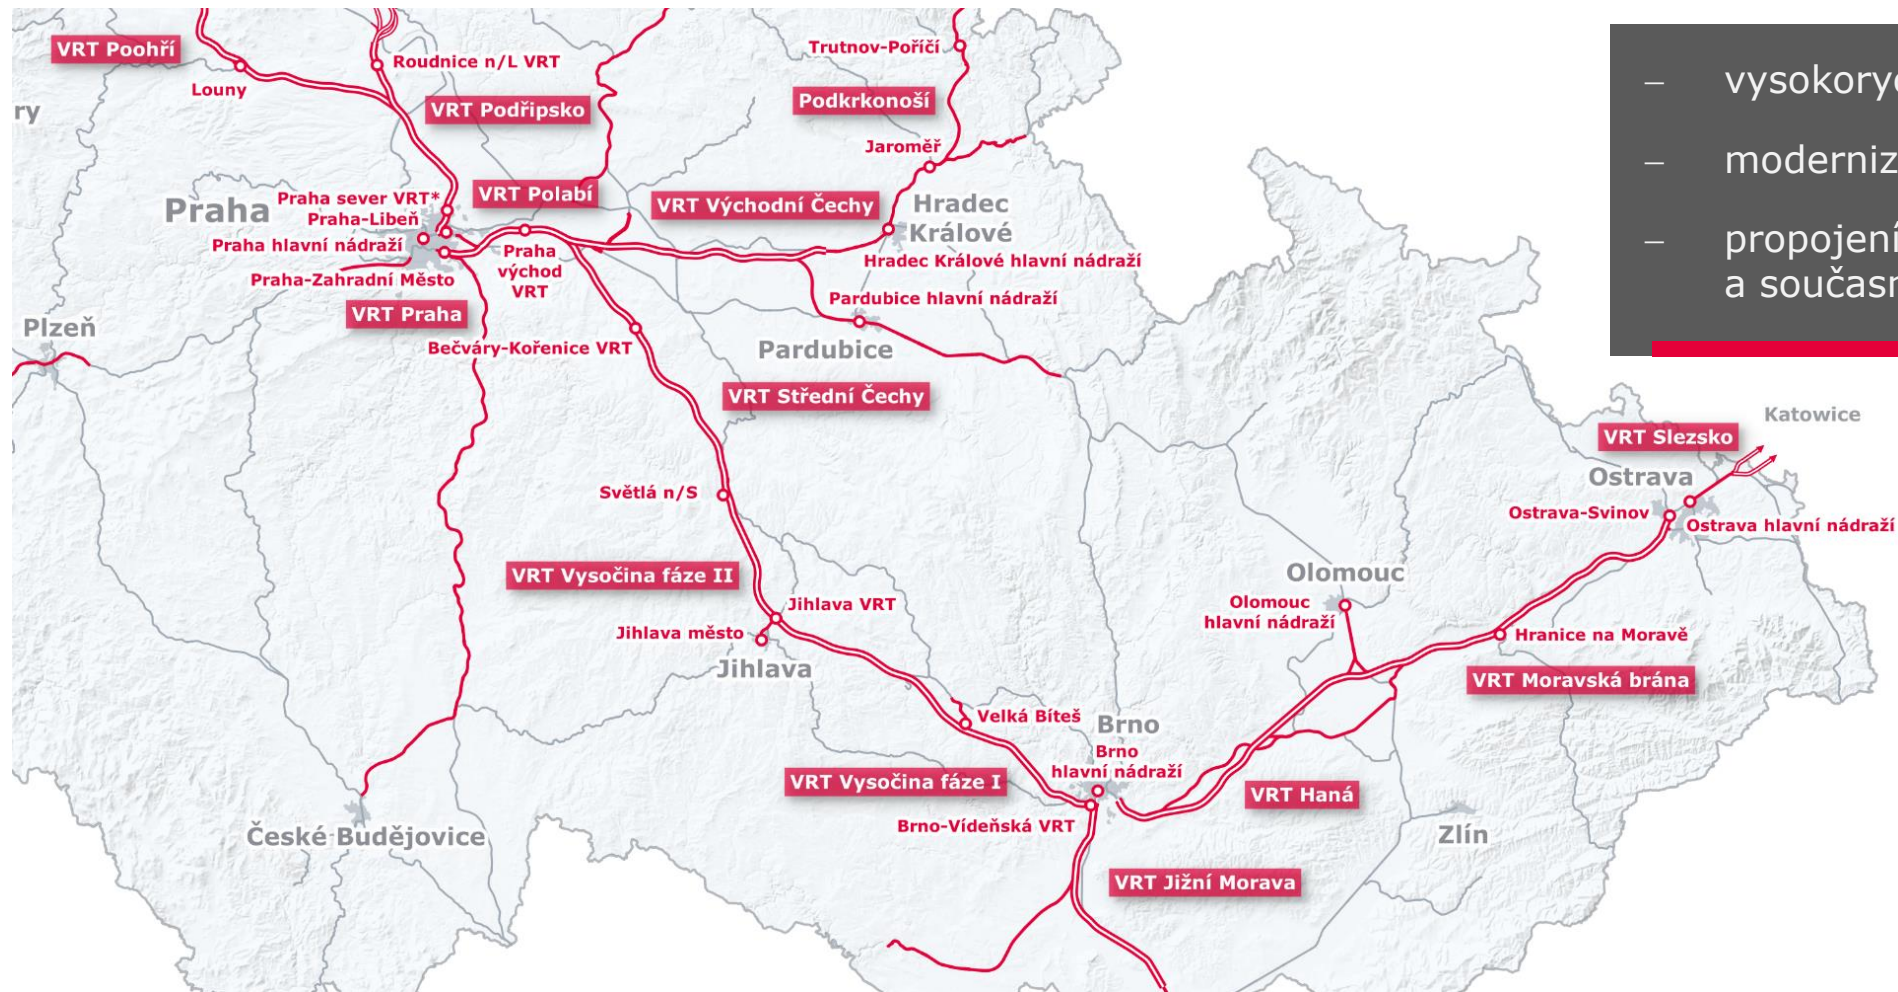 VRT Poohří
Roudnice n/L VRT
Louny
VRT Podřipsko
ry
Trutnov-Poříčí
Podkrkonoší
Jaroměř
VRT Polabí
VRT Východní Čechy
Praha
Praha sever VRT*
Praha-Libeň
Praha hlavní nádraží
Praha-Zahradní Město
Praha
východ
VRT
VRT Praha
Hradec
Králové
Hradec Králové hlavní nádraží
Pardubice hlavní nádraží
Pardubice
Plzeň
Bečváry-Kořenice VRT
VRT Střední Čechy
Světlá n/S
VRT Vysočina fáze II
Jihlava VRT
Jihlava město
Jihlava
Velká Bíteš
Brno
Brno
hlavní nádraží
VRT Vysočina fáze I
Brno-Vídeňská VRT
VRT Haná
VRT Jižní Morava
České Budějovice
Zlín
Olomouc
Olomouc
hlavní nádraží
Hranice na Moravě
VRT Moravská brána
Katowice
VRT Slezsko
Ostrava
Ostrava-Svinov
Ostrava hlavní nádraží
– vysokoryc
– moderniz
– propojení
a současn